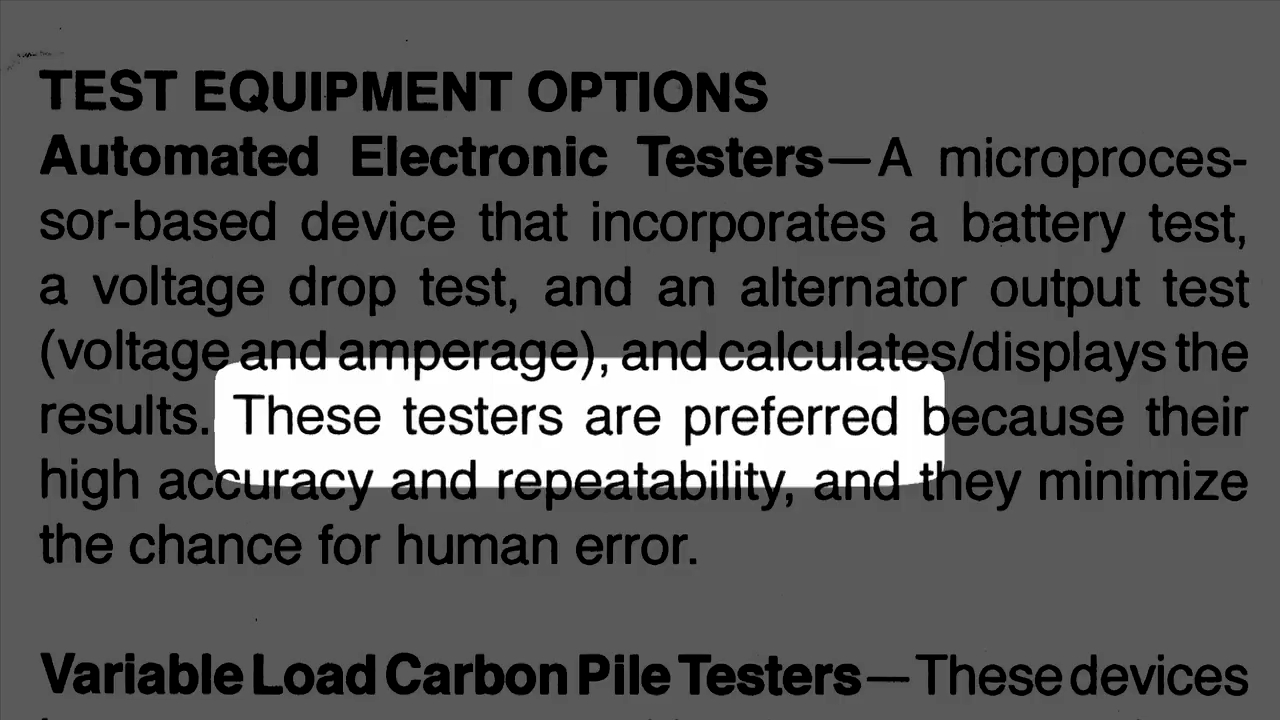 TEST EQUIPMENT OPTIONS
Automated Electronic Testers—A microproces-
sor-based device that incorporates a battery test,
a voltage drop test, and an alternator output test
(voltage and amperage), and calculates/displays the
results. These testers are preferred because their
high accuracy and repeatability, and they minimize
the chance for human error.
Variable Load Carbon Pile Testers—These devices